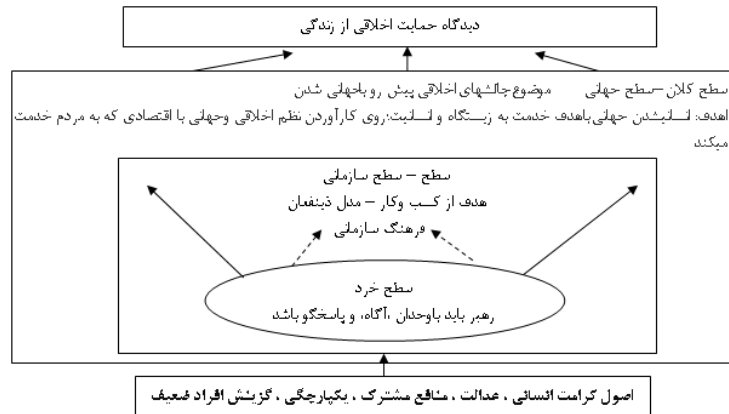 دیدگاه حمایت اخلاقی از زندگی
سطح کلان –سطح جهانی موضوع چالشهای اخلاقی پیش رو باجهانی شدن
اهدف: انسانیشدن جهانی باهدف خدمت به زیستگاه و انسانیت؛روی کارآوردن نظم اخلاقی وجهانی با اقتصادی که به مردم خدمت
میکند
سطح – سطح سازمانی
هدف از کسب وکار – مدل ذینفعان
فرهنگ سازمانی
سطح خرد
رهبر باید باوجدان ،آگاه، و پاسخگو باشد
اصول کرامت انسانی ، عدالت ، منافع مشترک ، یکپارچگی ، گزینش افراد ضعیف